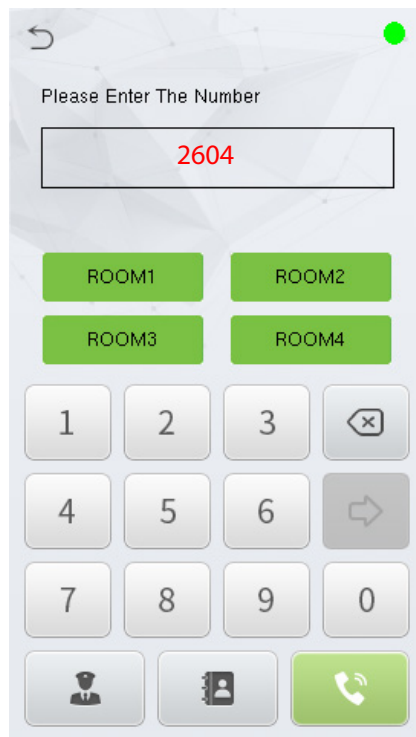 Please Enter The Number
2604
ROOM1 ROOM2
ROOM3 ROOM4
1 2 3
4 5 6
7 8 9 0